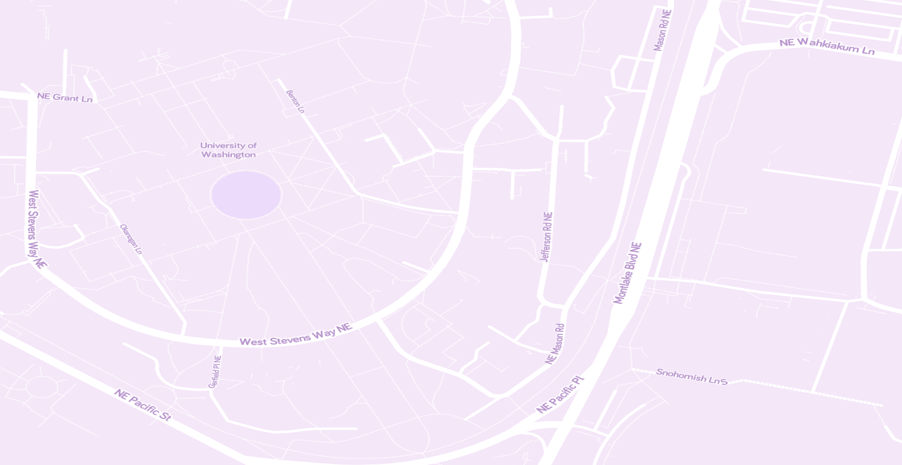 Mason Rd NE
NE Wahkiakum Ln
NE Grant Ln
Benton Ln
University of
Washington
West Stevens Way NE
Okanogan Ln
Jefferson Rd NE
Montlake Blvd NE
West Stevens Way NE
NE Mason Rd
Garfield Pl NE
Snohomish Ln S
NE Pacific Pl
NE Pacific St